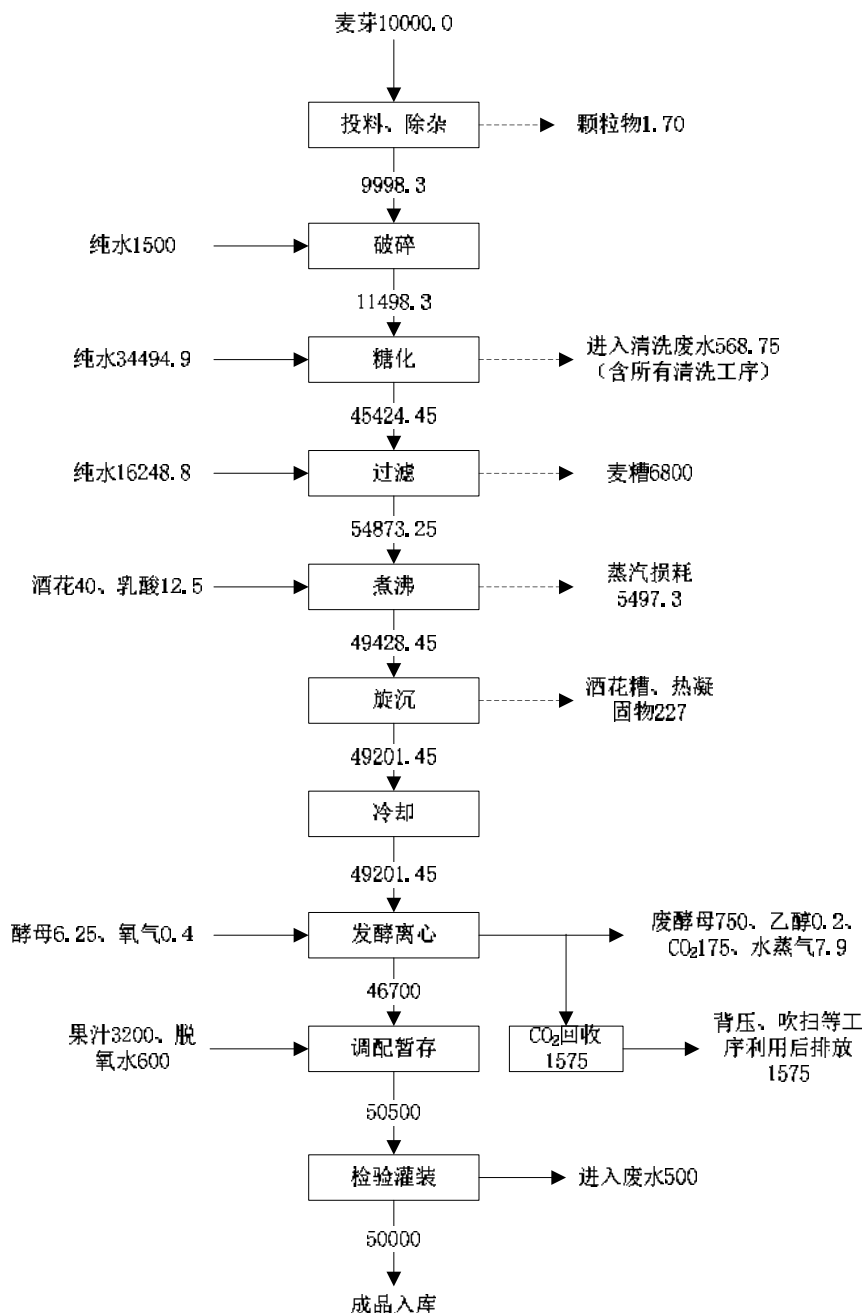 麦芽10000.0
投料、除杂
颗粒物1.70
9998.3
纯水1500
破碎
11498.3
纯水34494.9
糖化
进入清洗废水568.75
（含所有清洗工序）
45424.45
纯水16248.8
过滤
麦糟6800
54873.25
酒花40、乳酸12.5
煮沸
蒸汽损耗
5497.3
49428.45
旋沉
酒花糟、热凝
固物227
49201.45
冷却
49201.45
酵母6.25、氧气0.4
发酵离心
废酵母750、乙醇0.2、
CO₂175、水蒸气7.9
46700
果汁3200、脱
氧水600
调配暂存
CO₂回收
1575
背压、吹扫等工
序利用后排放
1575
50500
检验灌装
进入废水500
50000
成品入库